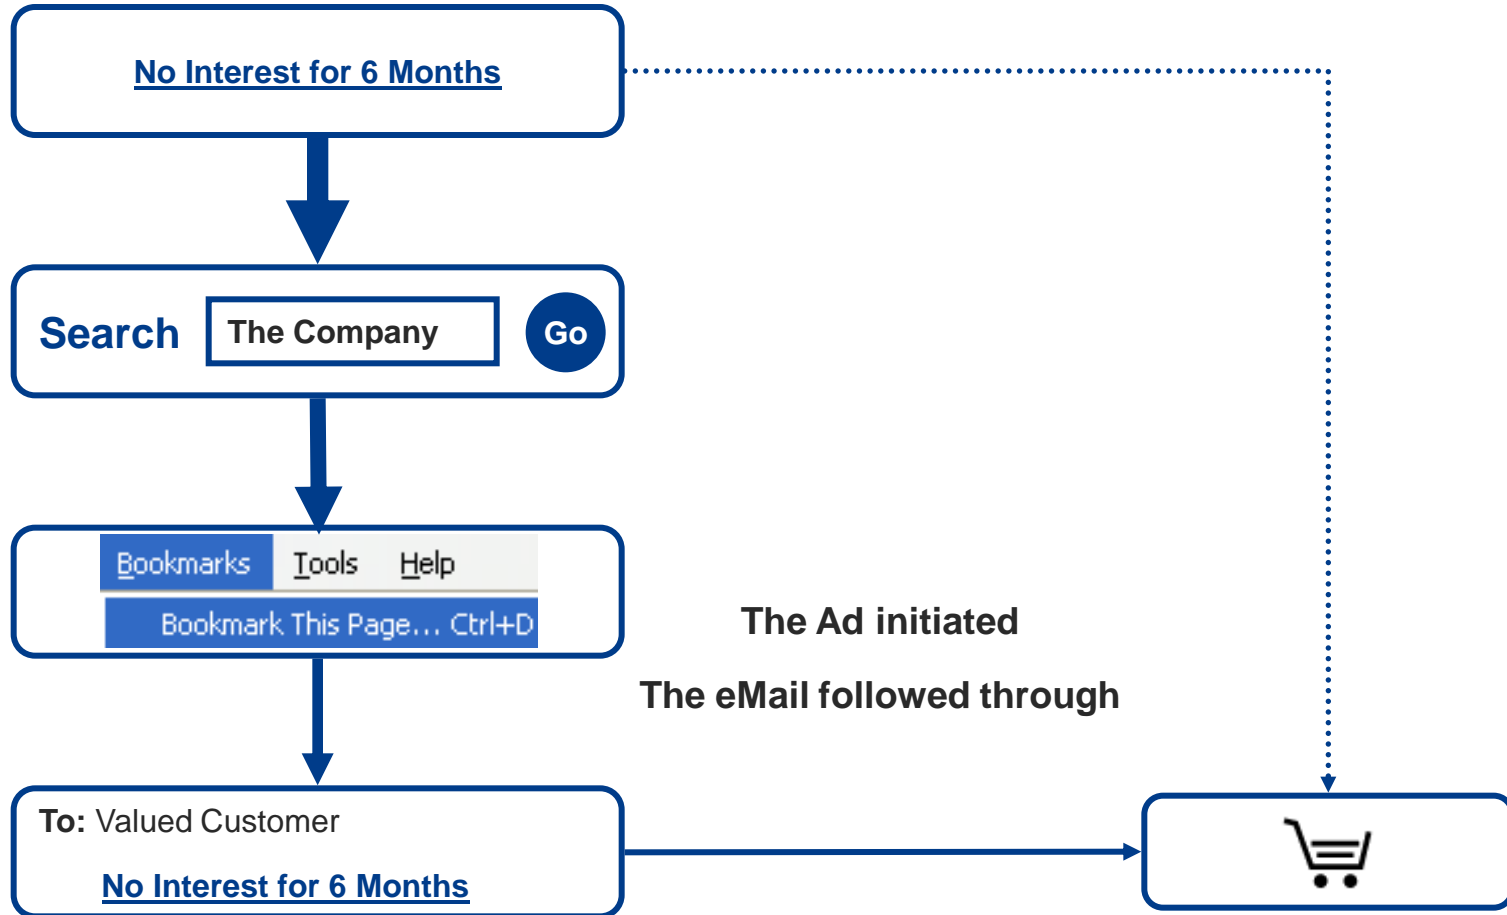 No Interest for 6 Months
Search The Company Go
Bookmarks Tools Help
Bookmark This Page... Ctrl+D
The Ad initiated
The eMail followed through
To: Valued Customer
No Interest for 6 Months